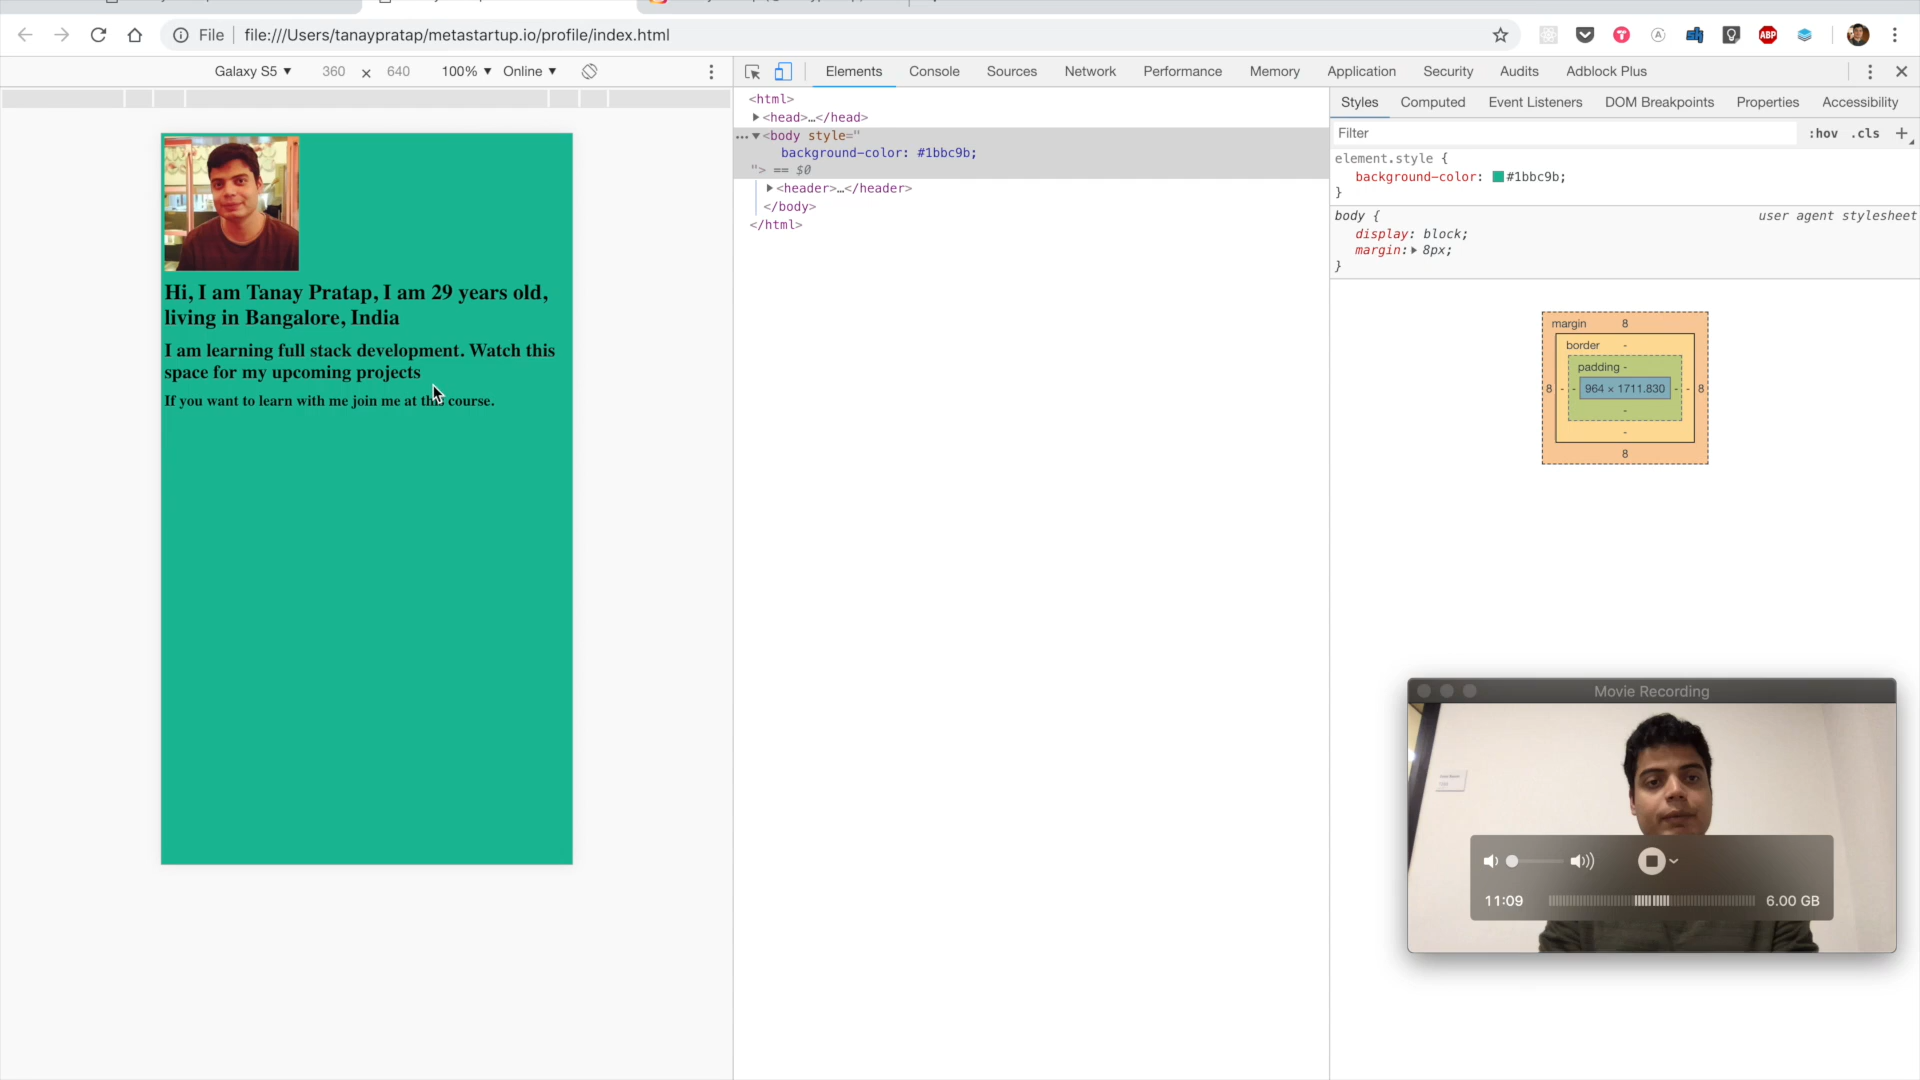 File file:///Users/tanaypratap/metastartup.io/profile/index.html
ABP
Galaxy S5 ▼ 360 x 640 100% ▼ Online ▼
Elements Console Sources Network Performance Memory Application Security Audits Adblock Plus
Hi, I am Tanay Pratap, I am 29 years old,
living in Bangalore, India
I am learning full stack development. Watch this
space for my upcoming projects
If you want to learn with me join me at this course.
<html>
▶<head>…</head>
…▼<body style="
background-color: #1bbc9b;
"> == $0
▶<header>…</header>
</body>
</html>
Styles Computed Event Listeners DOM Breakpoints Properties Accessibility
Filter :hov .cls +
element.style {
background-color: #1bbc9b;
}
body { user agent stylesheet
display: block;
margin:▶ 8px;
}
margin 8
border -
padding -
8 - - 964 × 1711.830 - - 8
-
-
8
Movie Recording
11:09 6.00 GB